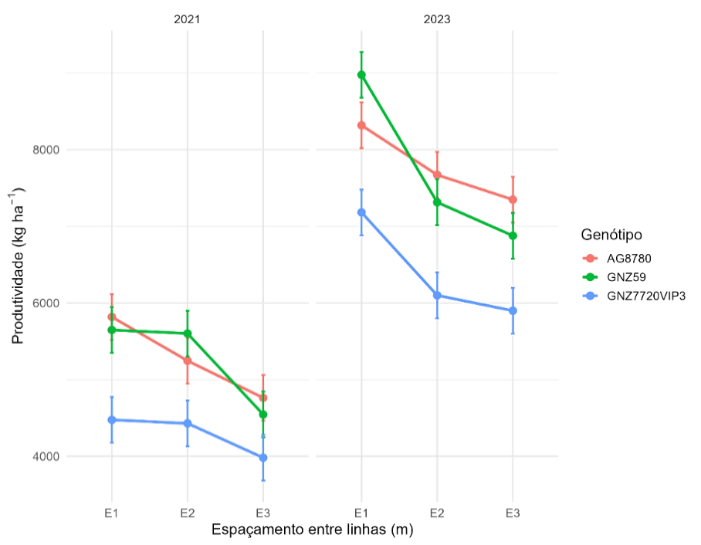 2021
2023
8000
6000
4000
Produtividade (kg ha⁻¹)
E1
E2
E3
E1
E2
E3
Espaçamento entre linhas (m)
Genótipo
AG8780
GNZ59
GNZ7720VIP3